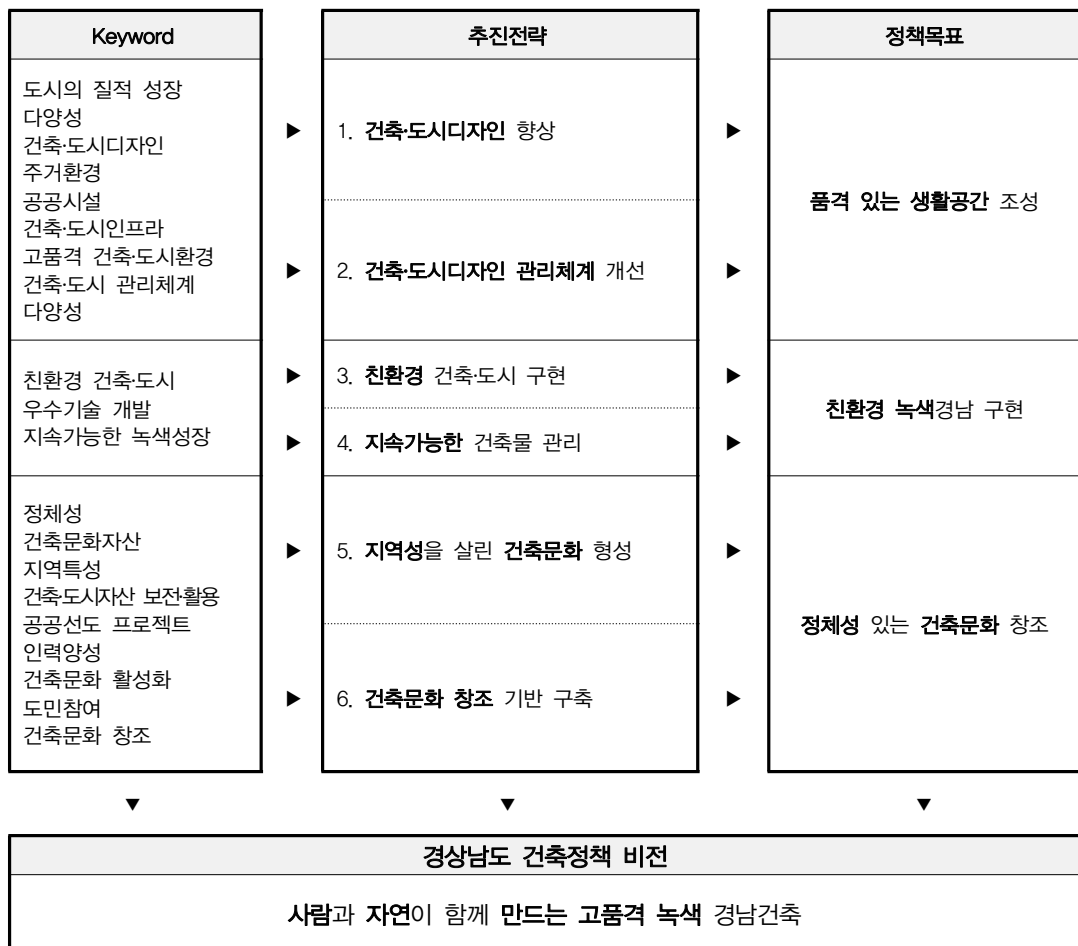 Keyword
추진전략
정책목표
도시의 질적 성장
다양성
건축·도시디자인
주거환경
공공시설
건축·도시인프라
고품격 건축·도시환경
건축·도시 관리체계
다양성
▶
1. 건축·도시디자인 향상
▶
▶
2. 건축·도시디자인 관리체계 개선
▶
품격 있는 생활공간 조성
친환경 건축·도시
우수기술 개발
지속가능한 녹색성장
▶
3. 친환경 건축·도시 구현
▶
▶
4. 지속가능한 건축물 관리
▶
친환경 녹색경남 구현
정체성
건축문화자산
지역특성
건축·도시자산 보전·활용
공공선도 프로젝트
인력양성
건축문화 활성화
도민참여
건축문화 창조
▶
5. 지역성을 살린 건축문화 형성
▶
▶
6. 건축문화 창조 기반 구축
▶
정체성 있는 건축문화 창조
▼ ▼ ▼
경상남도 건축정책 비전
사람과 자연이 함께 만드는 고품격 녹색 경남건축